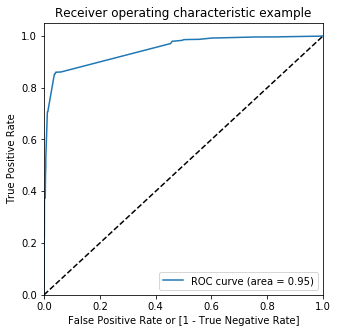 Receiver operating characteristic example
True Positive Rate
1.0
0.8
0.6
0.4
0.2
0.0
ROC curve (area = 0.95)
0.0 0.2 0.4 0.6 0.8 1.0
False Positive Rate or [1 - True Negative Rate]